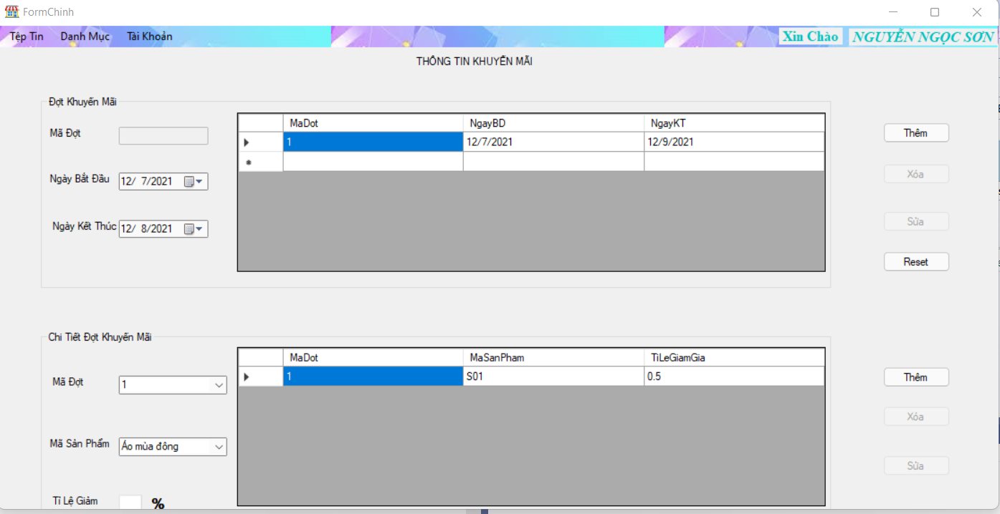 FormChinh
Tệp Tin Danh Mục Tài Khoản Xin Chào NGUYỄN NGỌC SƠN
THÔNG TIN KHUYẾN MÃI
Đợt Khuyến Mãi
MaDot NgayBD NgayKT
Mã Đợt Thêm
1 12/7/2021 12/9/2021
Xóa
Ngày Bắt Đầu 12/ 7/2021
Sửa
Ngày Kết Thúc 12/ 8/2021
Reset
Chi Tiết Đợt Khuyến Mãi
MaDot MaSanPham TiLeGiamGia
1 S01 0.5 Thêm
Mã Đợt 1
Xóa
Mã Sản Phẩm Áo mùa đông
Sửa
Tỉ Lệ Giảm %